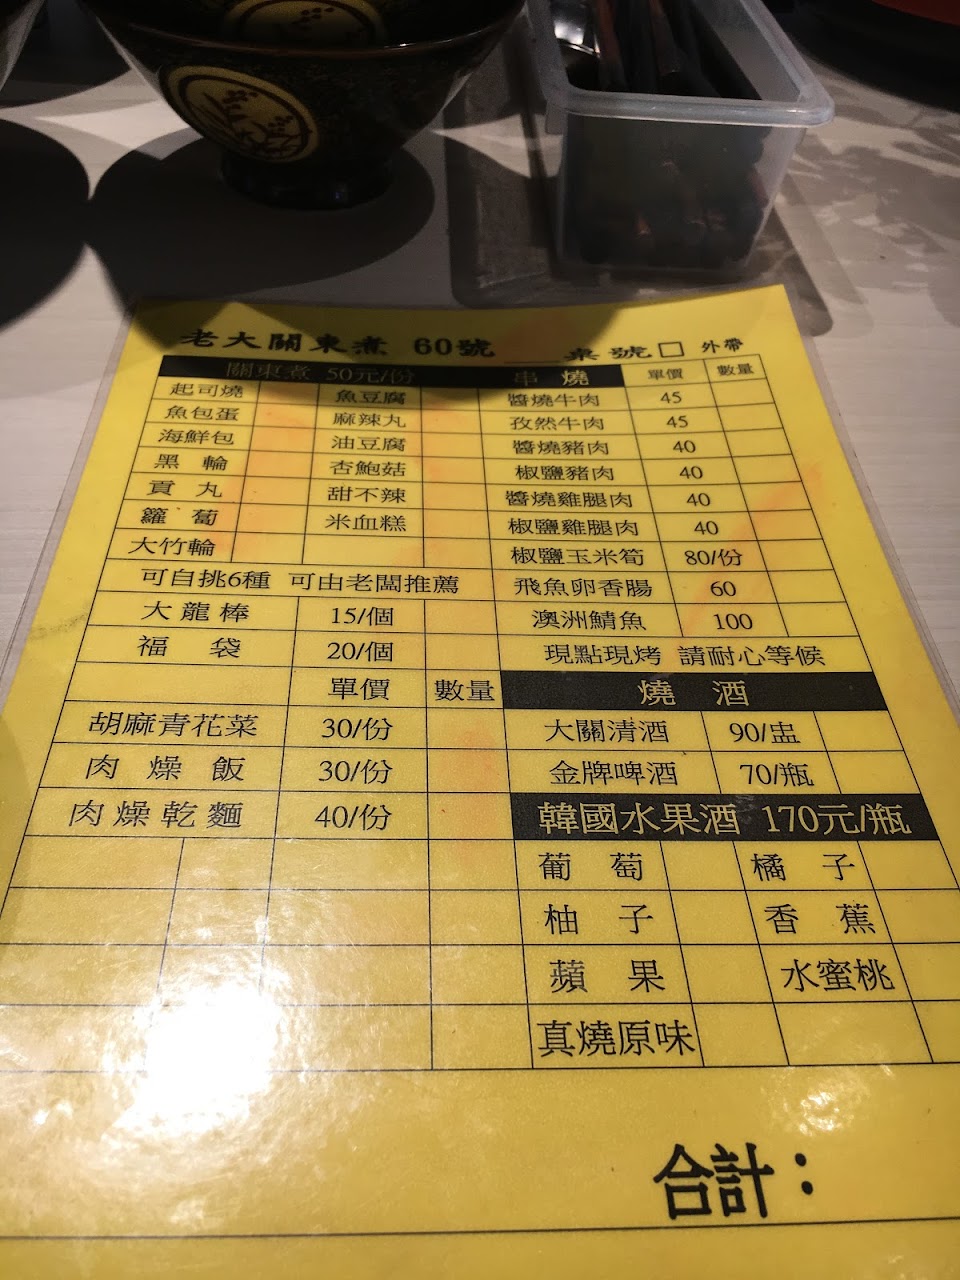 老大關東煮 60號 ___桌號□ 外帶
關東煮 50元/份 串燒 單價 數量
起司燒 魚豆腐 醬燒牛肉 45
魚包蛋 麻辣丸 孜然牛肉 45
海鮮包 油豆腐 醬燒豬肉 40
黑輪 杏鮑菇 椒鹽豬肉 40
貢丸 甜不辣 醬燒雞腿肉 40
蘿蔔 米血糕 椒鹽雞腿肉 40
大竹輪 椒鹽玉米筍 80/份
可自挑6種 可由老闆推薦 飛魚卵香腸 60
大龍棒 15/個 澳洲鯖魚 100
福袋 20/個 現點現烤 請耐心等候
單價 數量 燒酒
胡麻青花菜 30/份 大關清酒 90/盅
肉燥飯 30/份 金牌啤酒 70/瓶
肉燥乾麵 40/份 韓國水果酒 170元/瓶
葡萄 橘子
柚子 香蕉
蘋果 水蜜桃
真燒原味
合計：